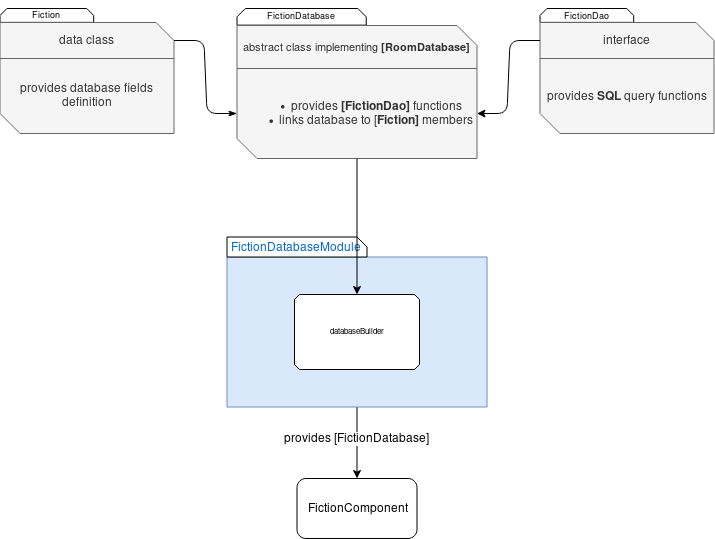 Fiction
data class
provides database fields
definition
FictionDatabase
abstract class implementing [RoomDatabase]
• provides [FictionDao] functions
• links database to [Fiction] members
FictionDao
interface
provides SQL query functions
FictionDatabaseModule
databaseBuilder
provides [FictionDatabase]
FictionComponent